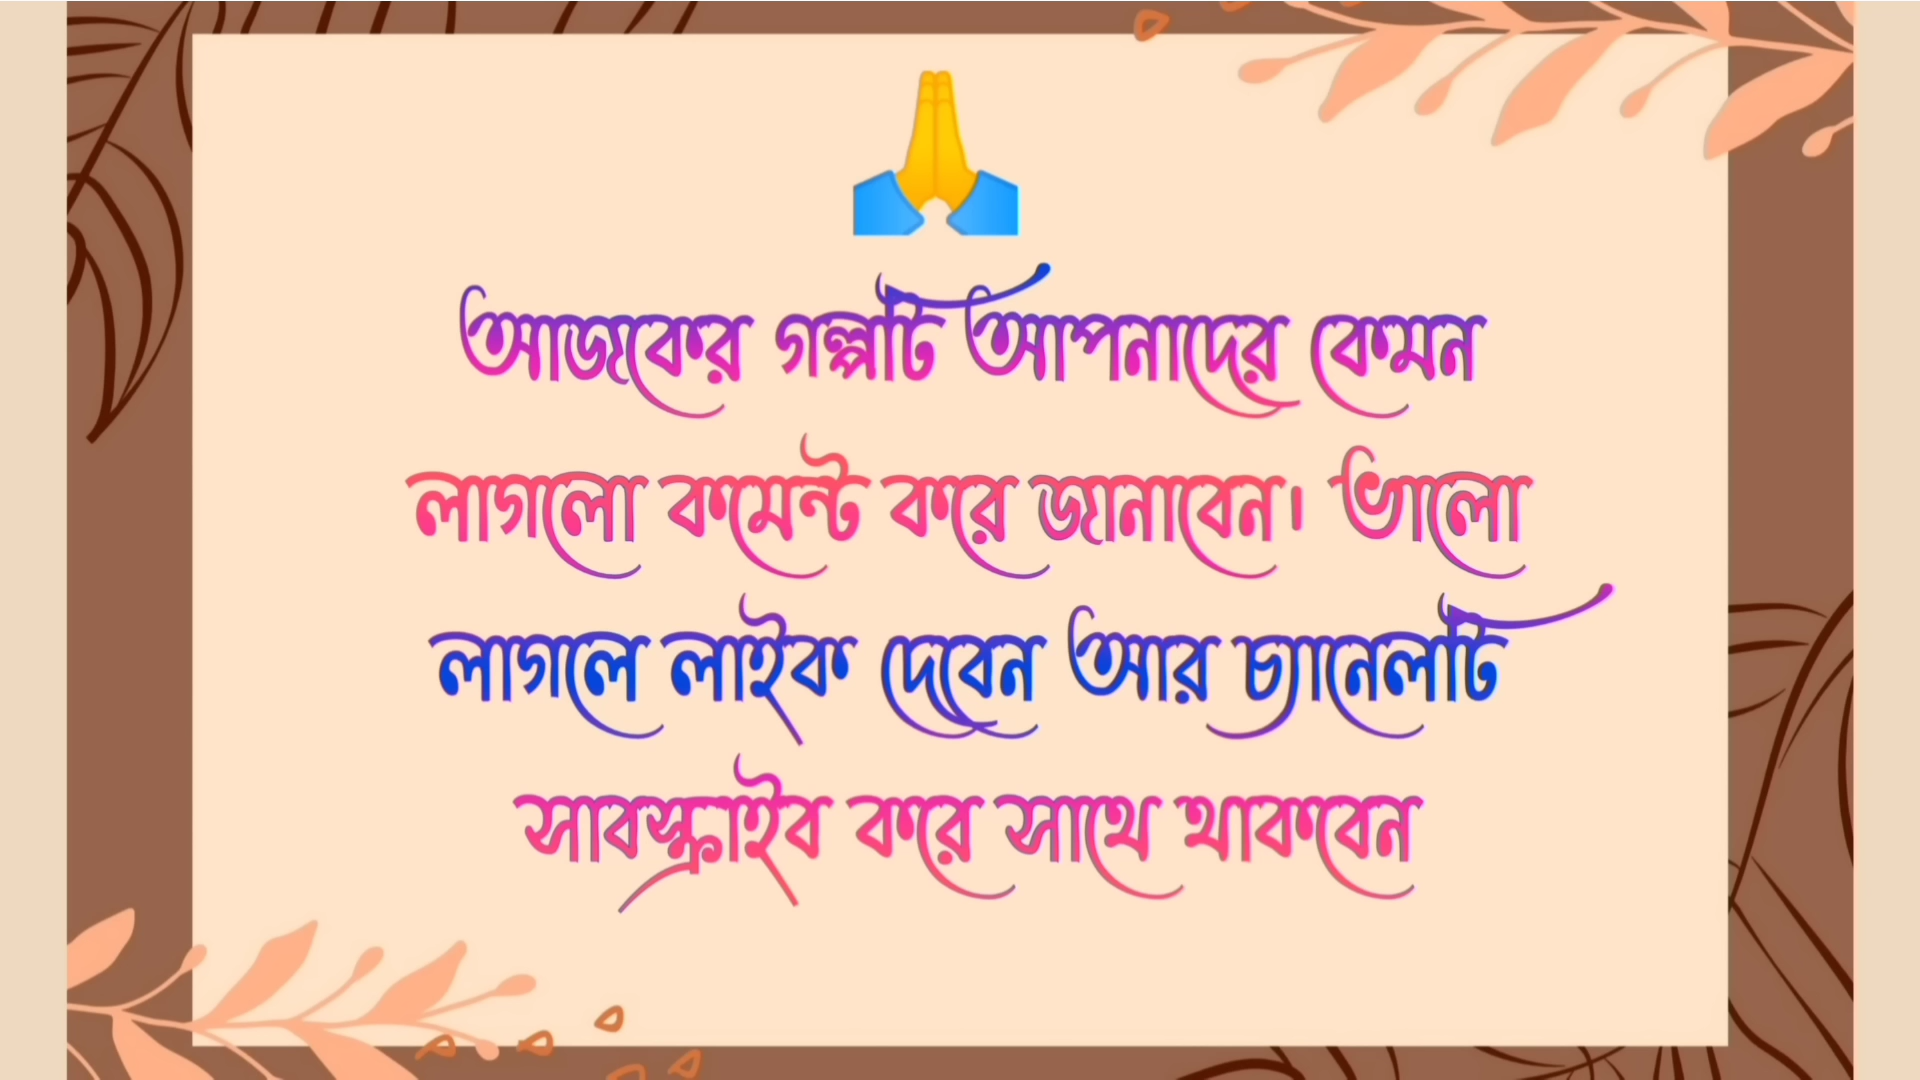 আজকের গল্পটি আপনাদের কেমন
লাগলো কমেন্ট করে জানাবেন। ভালো
লাগলে লাইক দেবেন আর চ্যানেলটি
সাবস্ক্রাইব করে সাথে থাকবেন